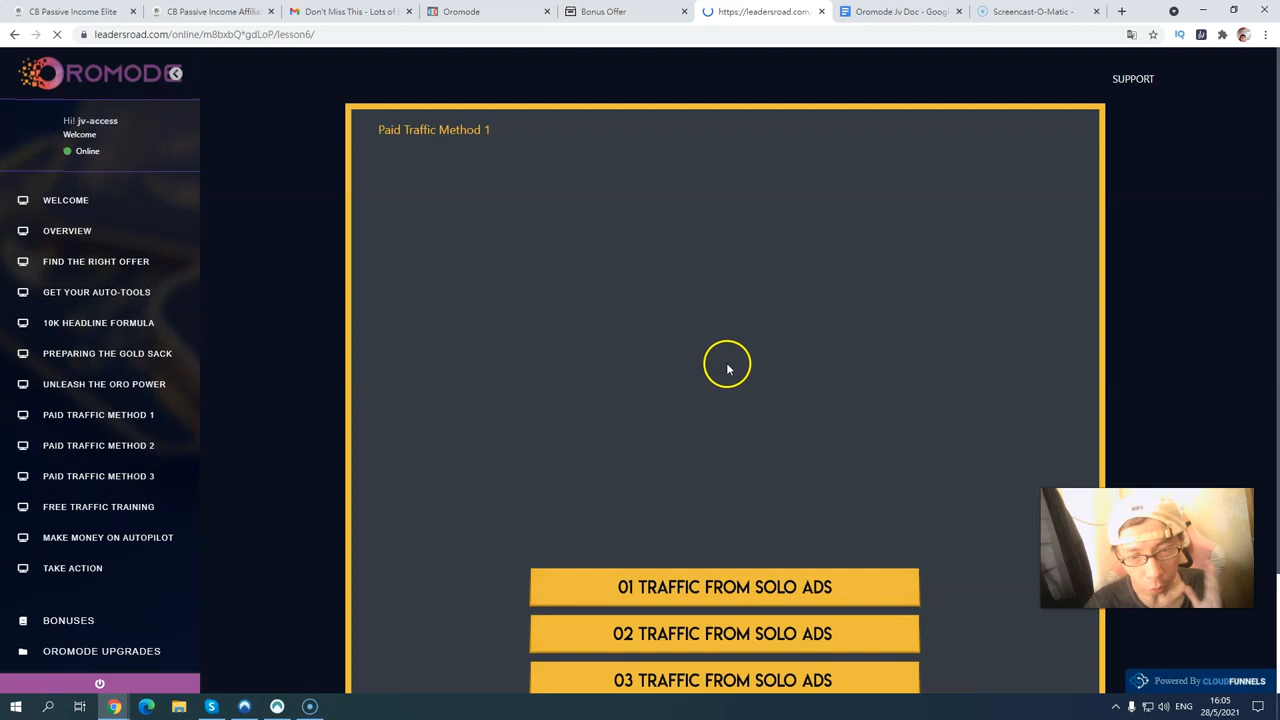 CB Passive Income Elite
CB Passive Income Affilia
Don't Miss This - Lots of
Oromode
Bonus Offer
https://leadersroad.com
Oromode Jv Doc - Googl
Screencast-O-Matic -
leadersroad.com/online/m8bxbQ*gdLoP/lesson6/
OROMODE
SUPPORT
Hi! jv-access
Welcome
Online
Paid Traffic Method 1
WELCOME
OVERVIEW
FIND THE RIGHT OFFER
GET YOUR AUTO-TOOLS
10K HEADLINE FORMULA
PREPARING THE GOLD SACK
UNLEASH THE ORO POWER
PAID TRAFFIC METHOD 1
PAID TRAFFIC METHOD 2
PAID TRAFFIC METHOD 3
FREE TRAFFIC TRAINING
MAKE MONEY ON AUTOPILOT
TAKE ACTION
BONUSES
OROMODE UPGRADES
01 TRAFFIC FROM SOLO ADS
02 TRAFFIC FROM SOLO ADS
03 TRAFFIC FROM SOLO ADS
Powered By CLOUDFUNNELS
ENG
16:05
28/5/2021